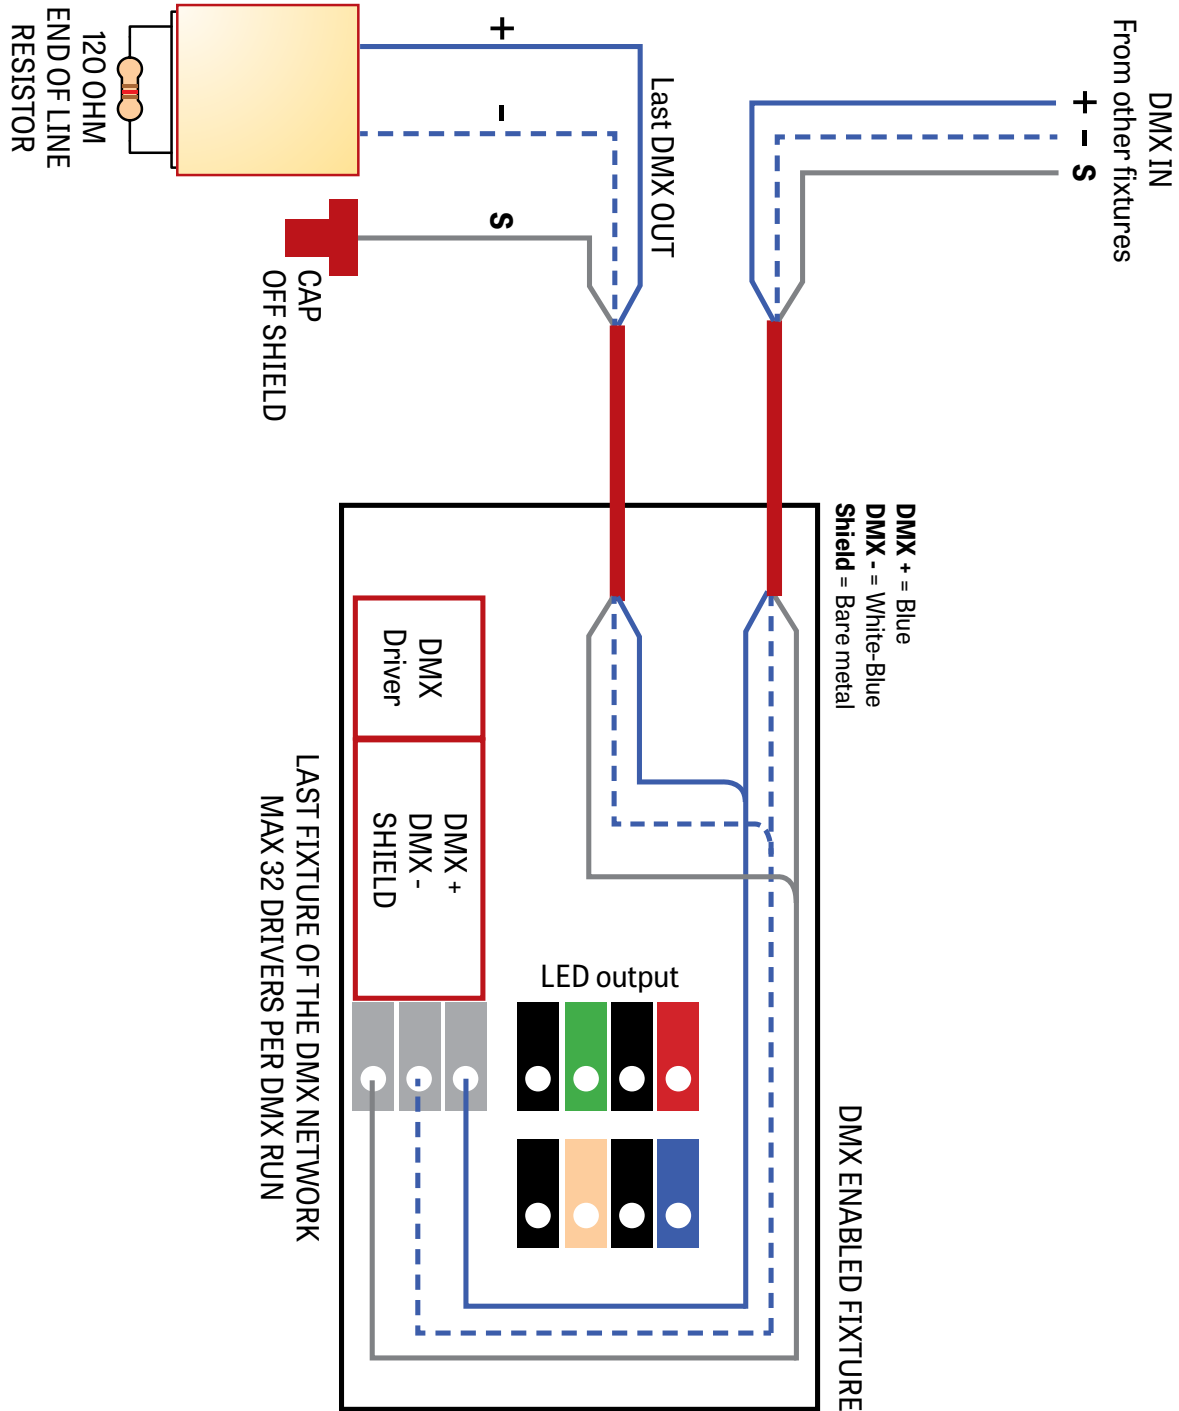 DMX IN
From other fixtures
+
-
S
Last DMX OUT
+
-
S
120 OHM
END OF LINE
RESISTOR
CAP
OFF SHIELD
DMX + = Blue
DMX - = White-Blue
Shield = Bare metal
DMX ENABLED FIXTURE
DMX
Driver
DMX +
DMX -
SHIELD
LED output
LAST FIXTURE OF THE DMX NETWORK
MAX 32 DRIVERS PER DMX RUN